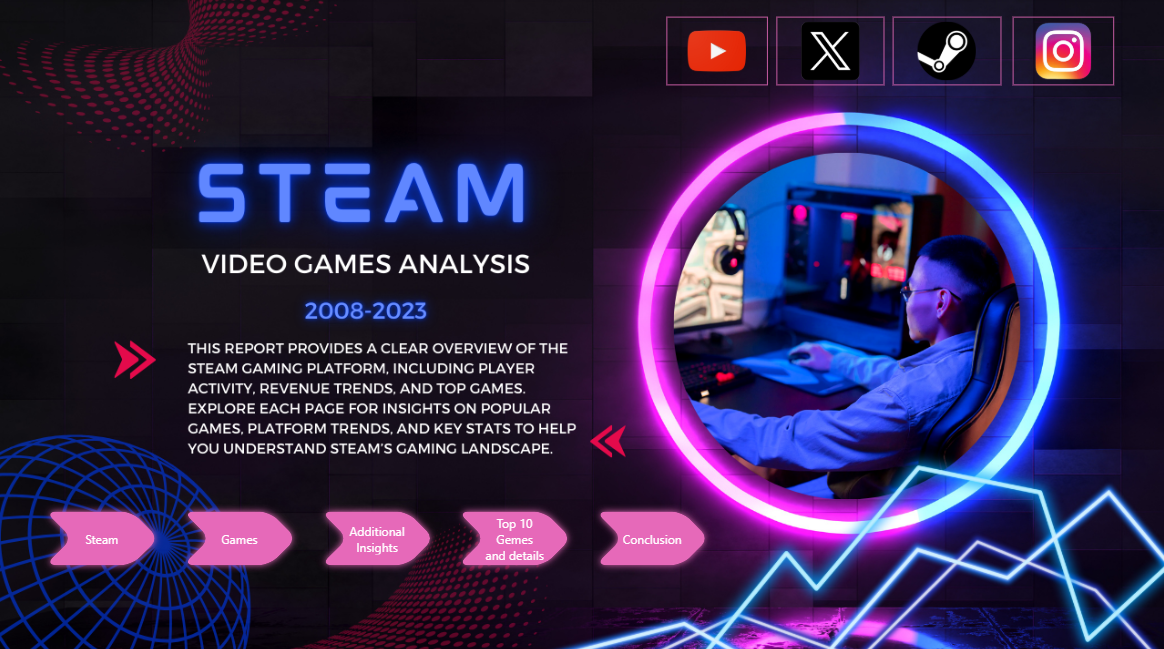 STEAM
VIDEO GAMES ANALYSIS
2008-2023
THIS REPORT PROVIDES A CLEAR OVERVIEW OF THE
STEAM GAMING PLATFORM, INCLUDING PLAYER
ACTIVITY, REVENUE TRENDS, AND TOP GAMES.
EXPLORE EACH PAGE FOR INSIGHTS ON POPULAR
GAMES, PLATFORM TRENDS, AND KEY STATS TO HELP
YOU UNDERSTAND STEAM'S GAMING LANDSCAPE.
Steam
Games
Additional
Insights
Top 10
Gemes
and details
Conclusion